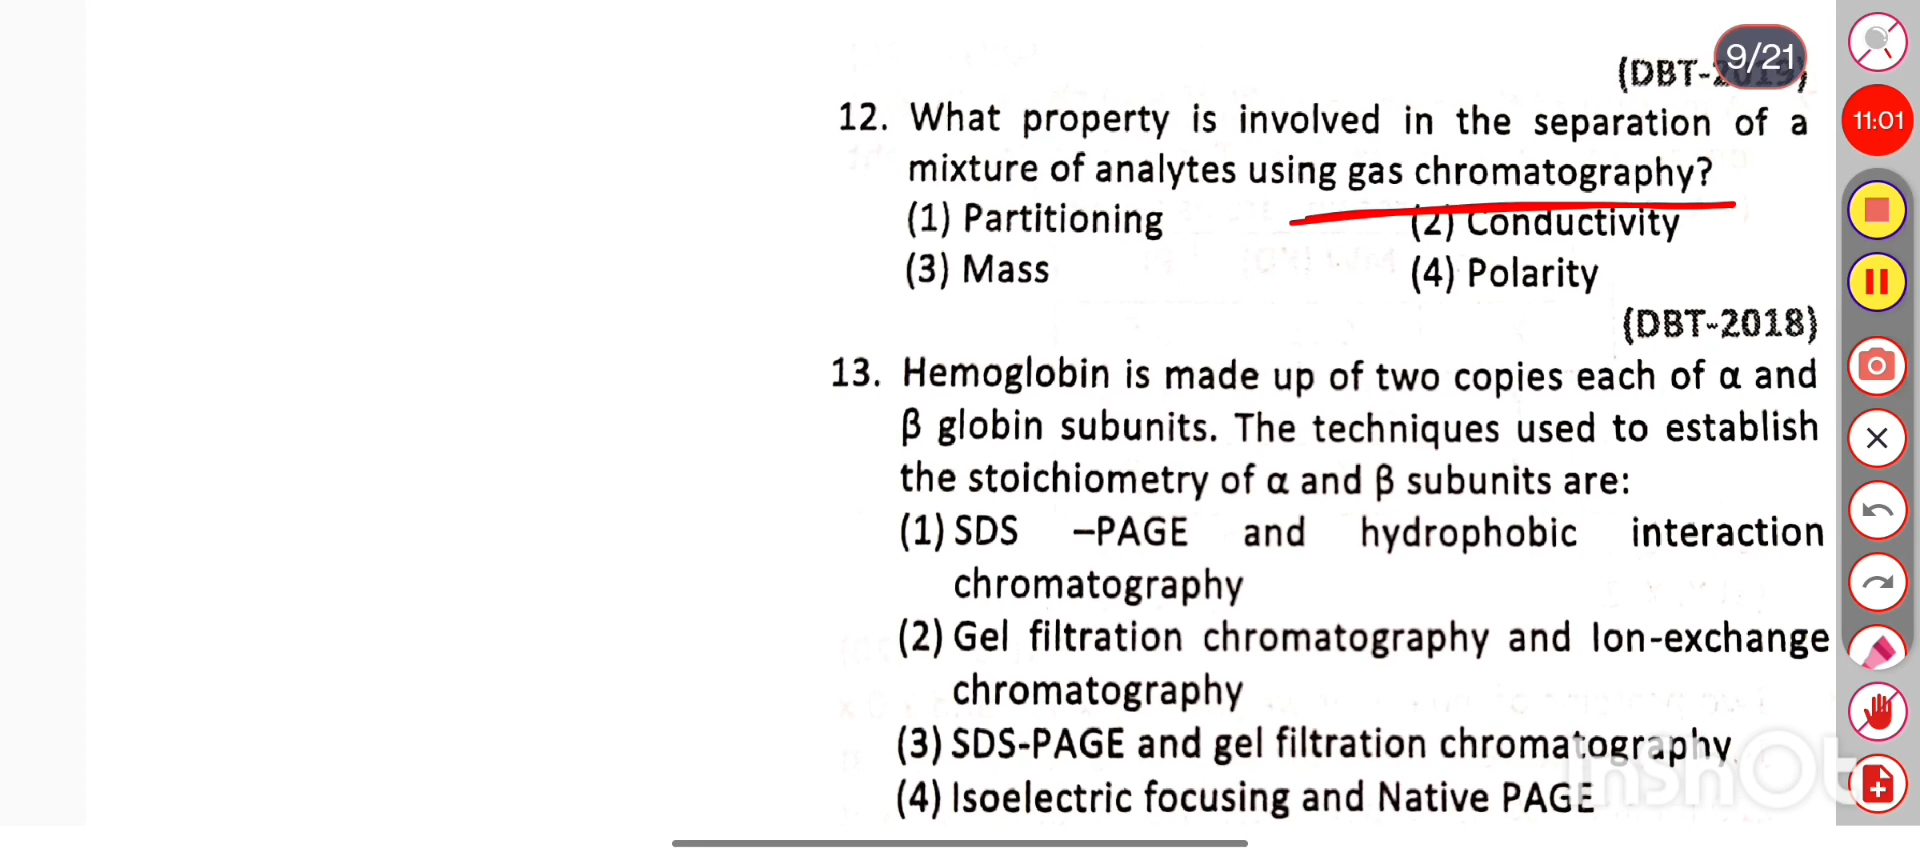 9/21
11:01
12. What property is involved in the separation of a
mixture of analytes using gas chromatography?
(1) Partitioning (2) Conductivity
(3) Mass (4) Polarity
(DBT-2018)
13. Hemoglobin is made up of two copies each of α and
β globin subunits. The techniques used to establish
the stoichiometry of α and β subunits are:
(1) SDS –PAGE and hydrophobic interaction
chromatography
(2) Gel filtration chromatography and Ion-exchange
chromatography
(3) SDS-PAGE and gel filtration chromatography
(4) Isoelectric focusing and Native PAGE
InShOt